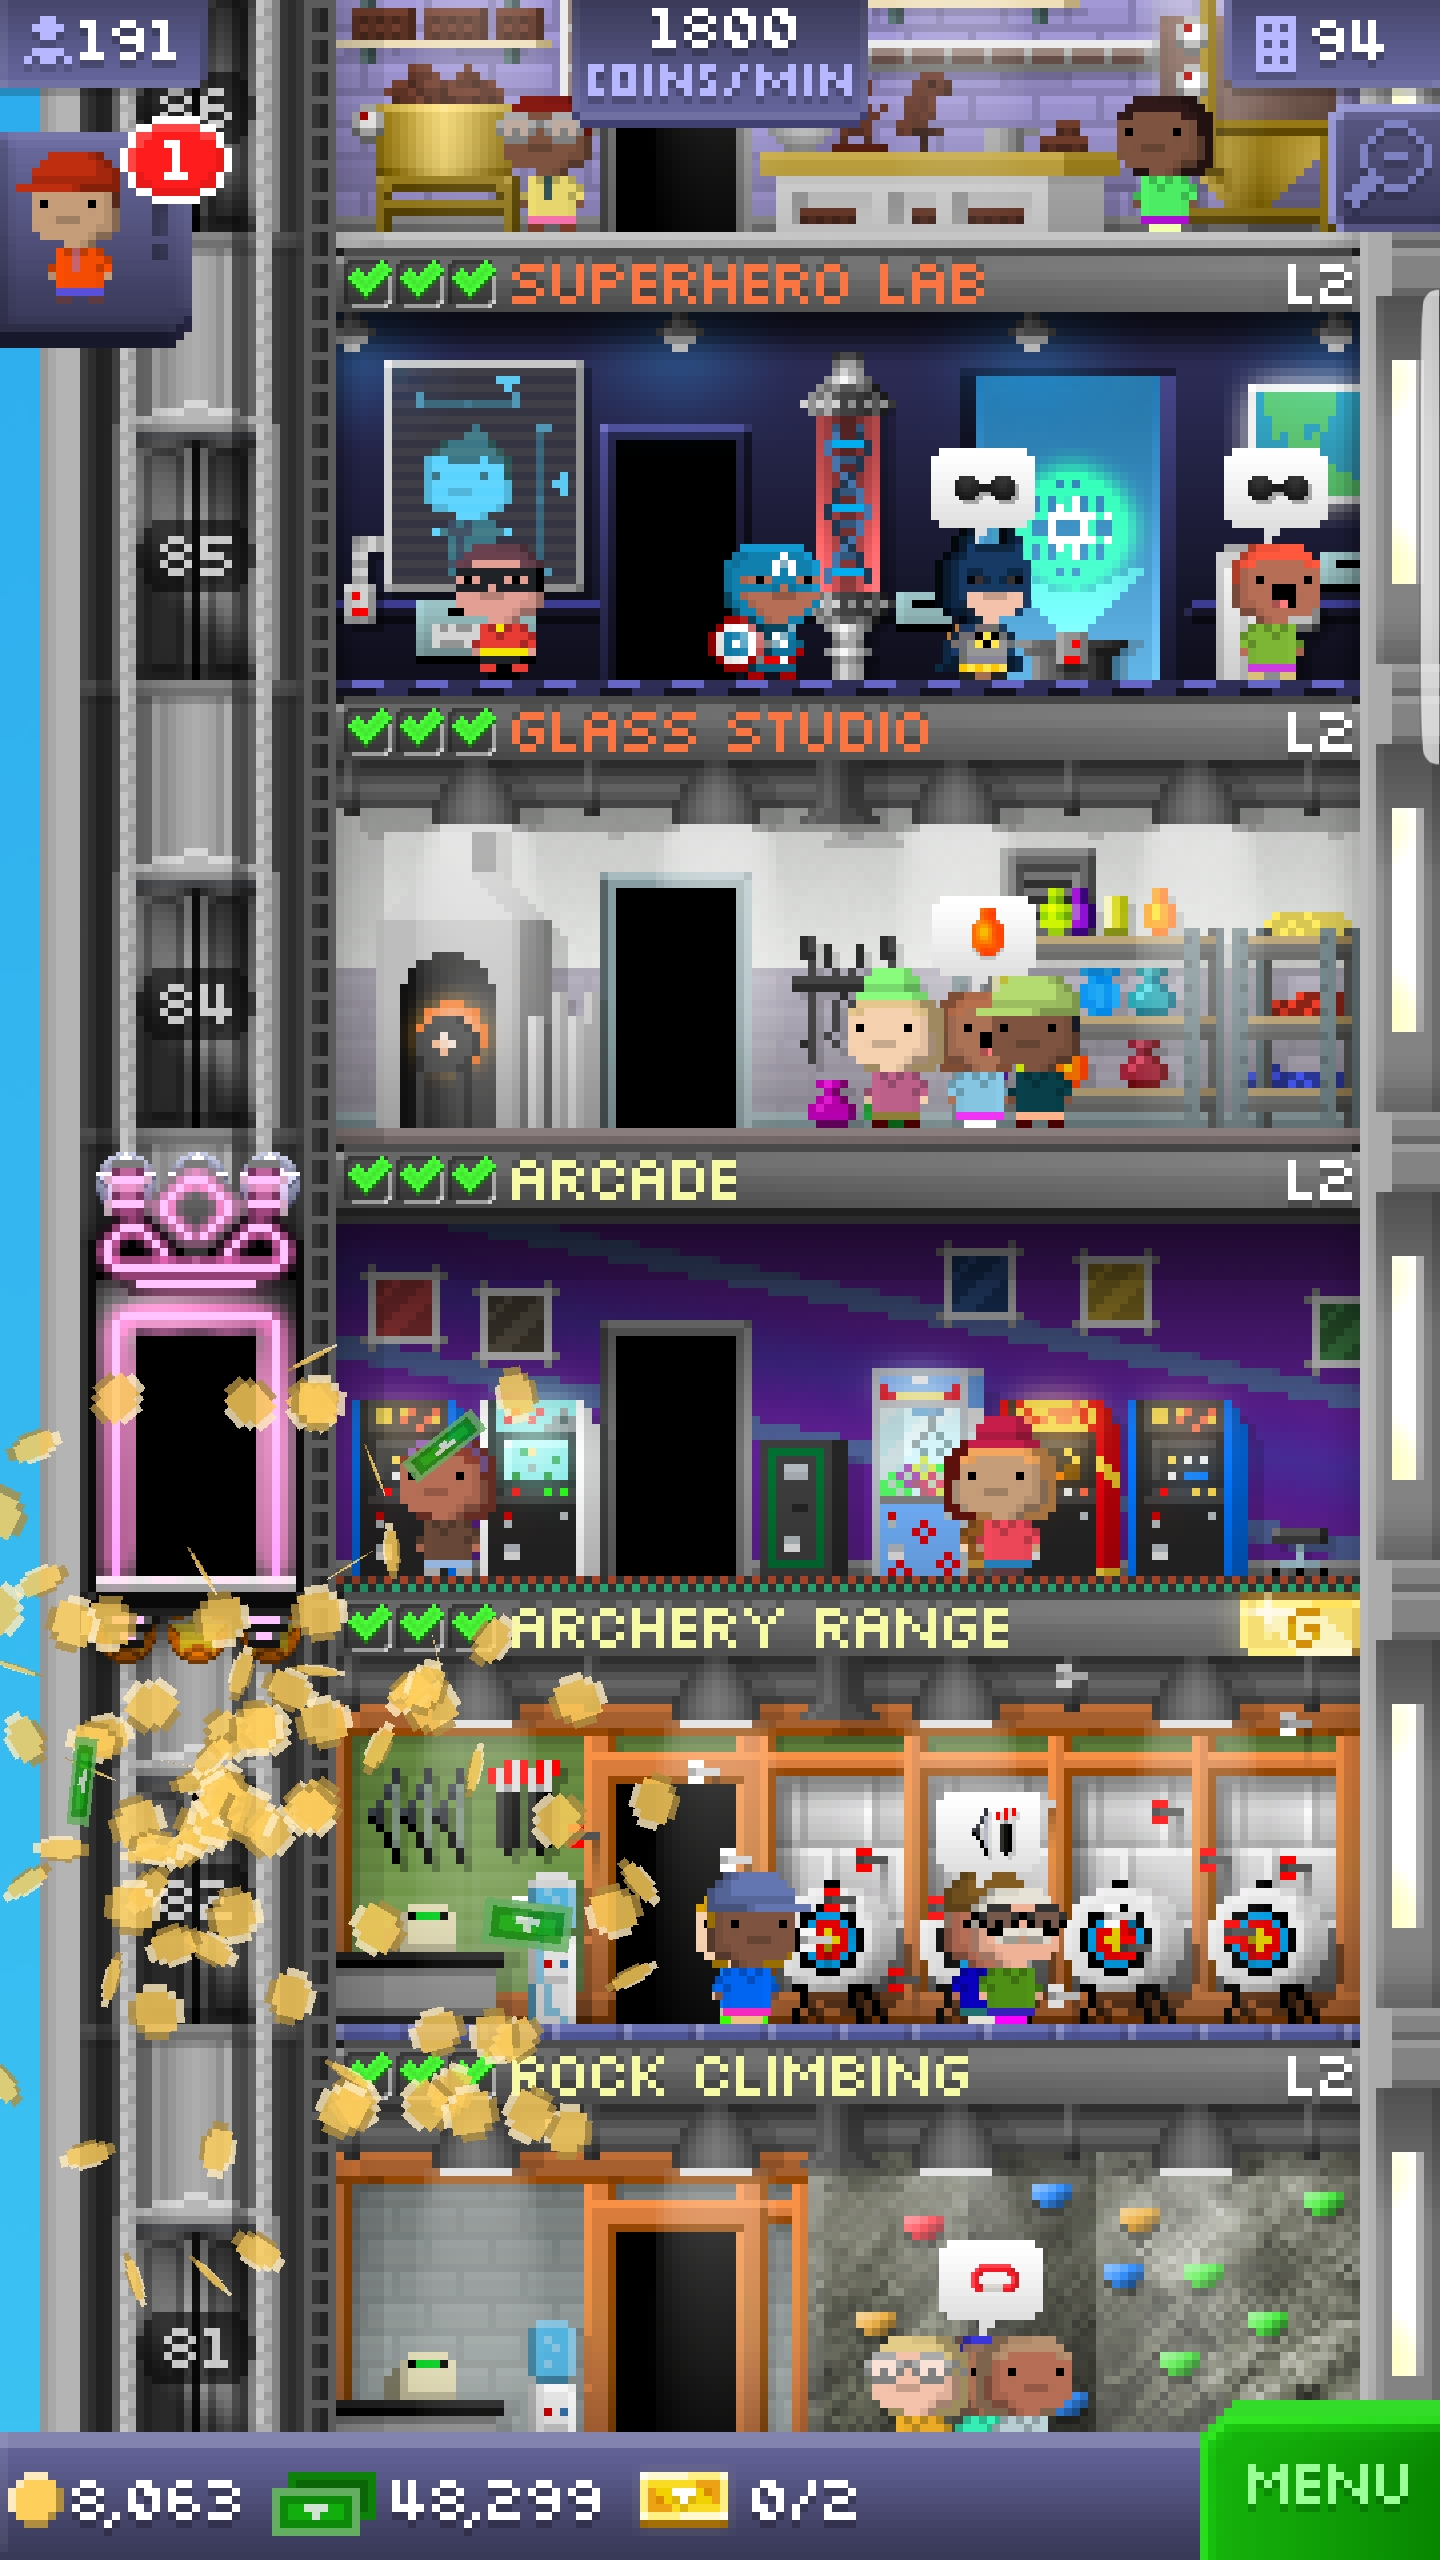 191
1800
COINS/MIN
94
86
1
SUPERHERO LAB L2
85
GLASS STUDIO L2
84
ARCADE L2
ARCHERY RANGE G
ROCK CLIMBING L2
81
8,063 48,299 0/2 MENU